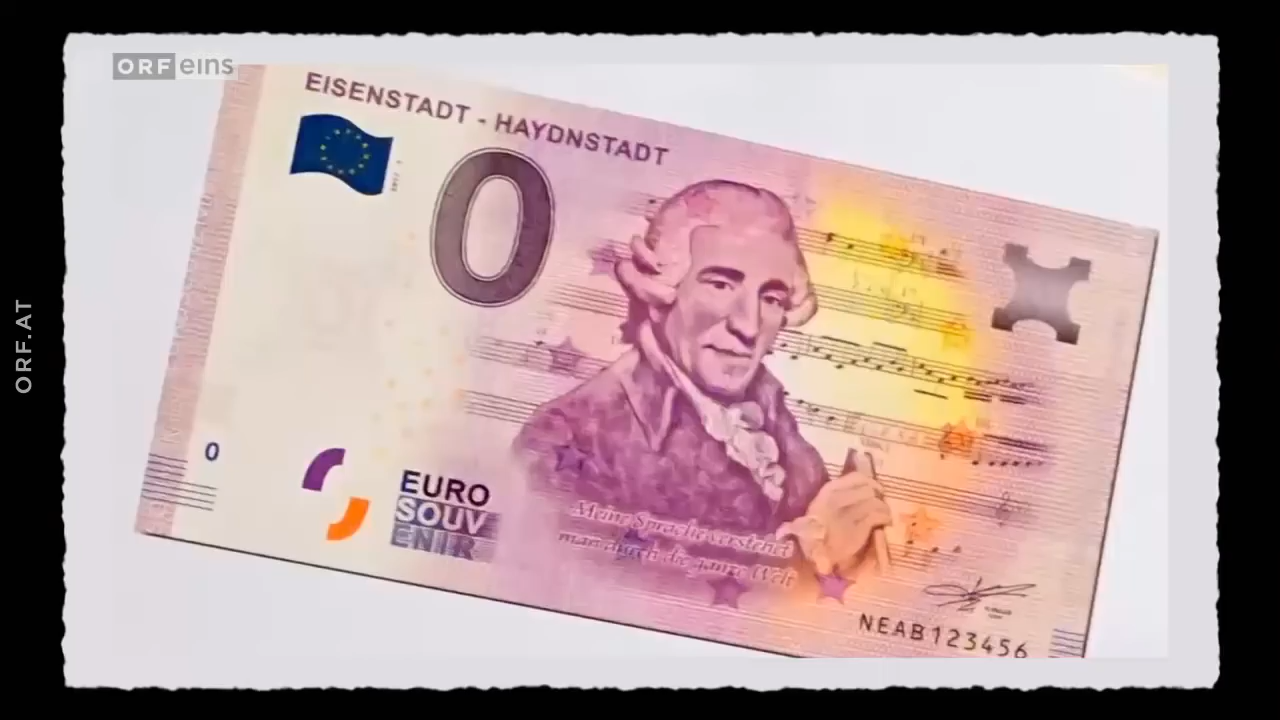 ORF eins
EISENSTADT - HAYDNSTADT
0
0
EURO
SOUV
ENIR
Meine Sprache verstehet
man durch die ganze Welt
NEAB123456
ORF.AT